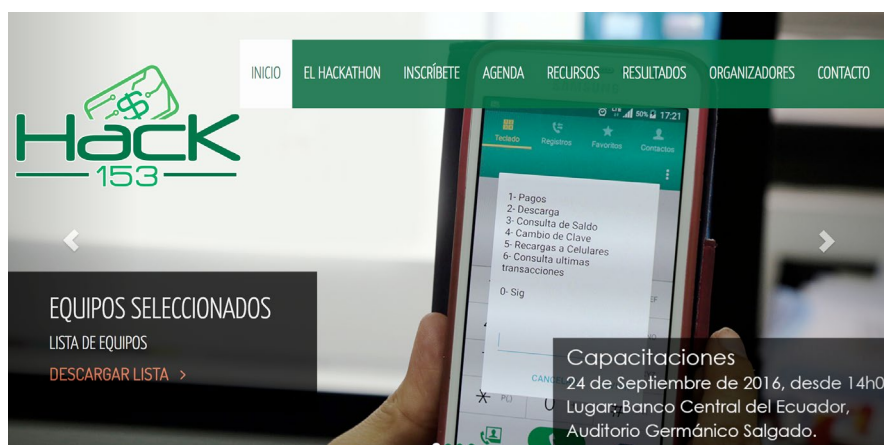 INICIO
EL HACKATHON
INSCRÍBETE
AGENDA
RECURSOS
RESULTADOS
ORGANIZADORES
CONTACTO
Hack
153
50% 17:21
Teclado
Registros
Favoritos
Contactos
1- Pagos
2- Descarga
3- Consulta de Saldo
4- Cambio de Clave
5- Recargas a Celulares
6- Consulta ultimas
transacciones
0- Sig
EQUIPOS SELECCIONADOS
LISTA DE EQUIPOS
DESCARGAR LISTA >
Capacitaciones
24 de Septiembre de 2016, desde 14h0
Lugar: Banco Central del Ecuador,
Auditorio Germánico Salgado.